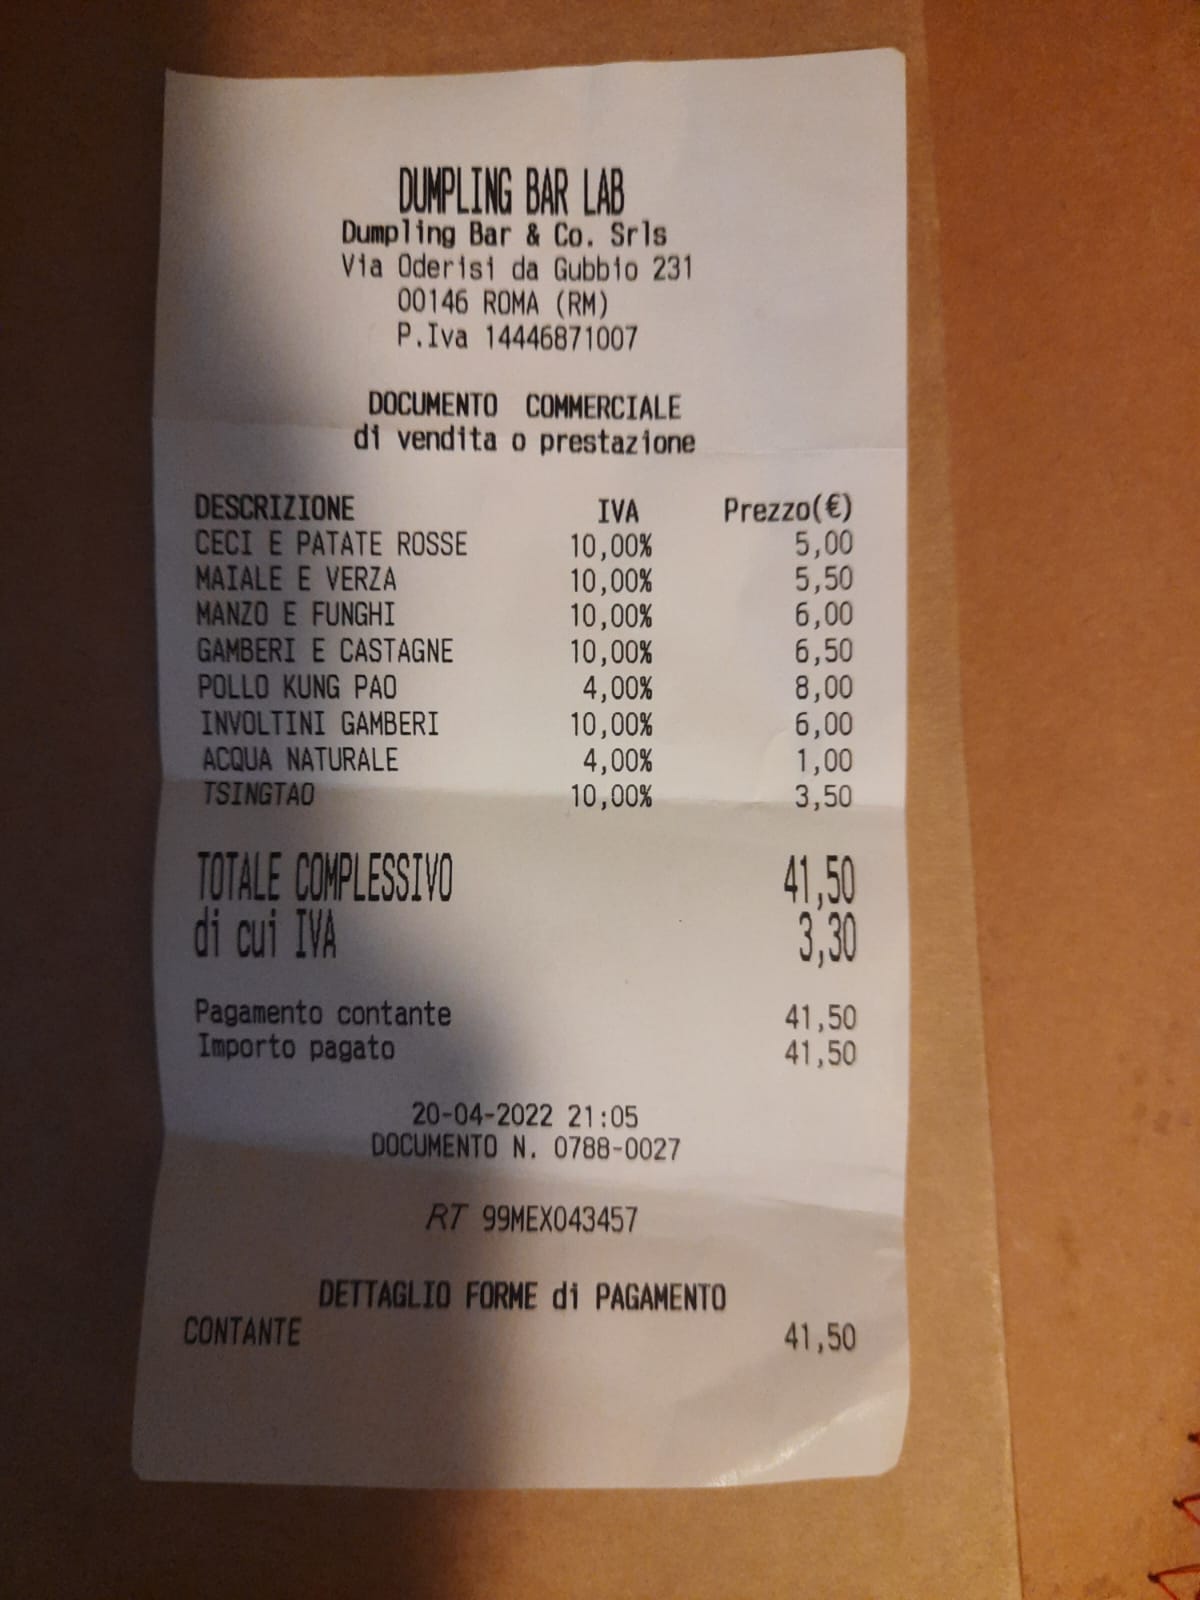 DUMPLING BAR LAB
Dumpling Bar & Co. Srls
Via Oderisi da Gubbio 231
00146 ROMA (RM)
P.Iva 14446871007
DOCUMENTO COMMERCIALE
di vendita o prestazione
DESCRIZIONE IVA Prezzo(€)
CECI E PATATE ROSSE 10,00% 5,00
MAIALE E VERZA 10,00% 5,50
MANZO E FUNGHI 10,00% 6,00
GAMBERI E CASTAGNE 10,00% 6,50
POLLO KUNG PAO 4,00% 8,00
INVOLTINI GAMBERI 10,00% 6,00
ACQUA NATURALE 4,00% 1,00
TSINGTAO 10,00% 3,50
TOTALE COMPLESSIVO 41,50
di cui IVA 3,30
Pagamento contante 41,50
Importo pagato 41,50
20-04-2022 21:05
DOCUMENTO N. 0788-0027
RT 99MEX043457
DETTAGLIO FORME di PAGAMENTO
CONTANTE 41,50